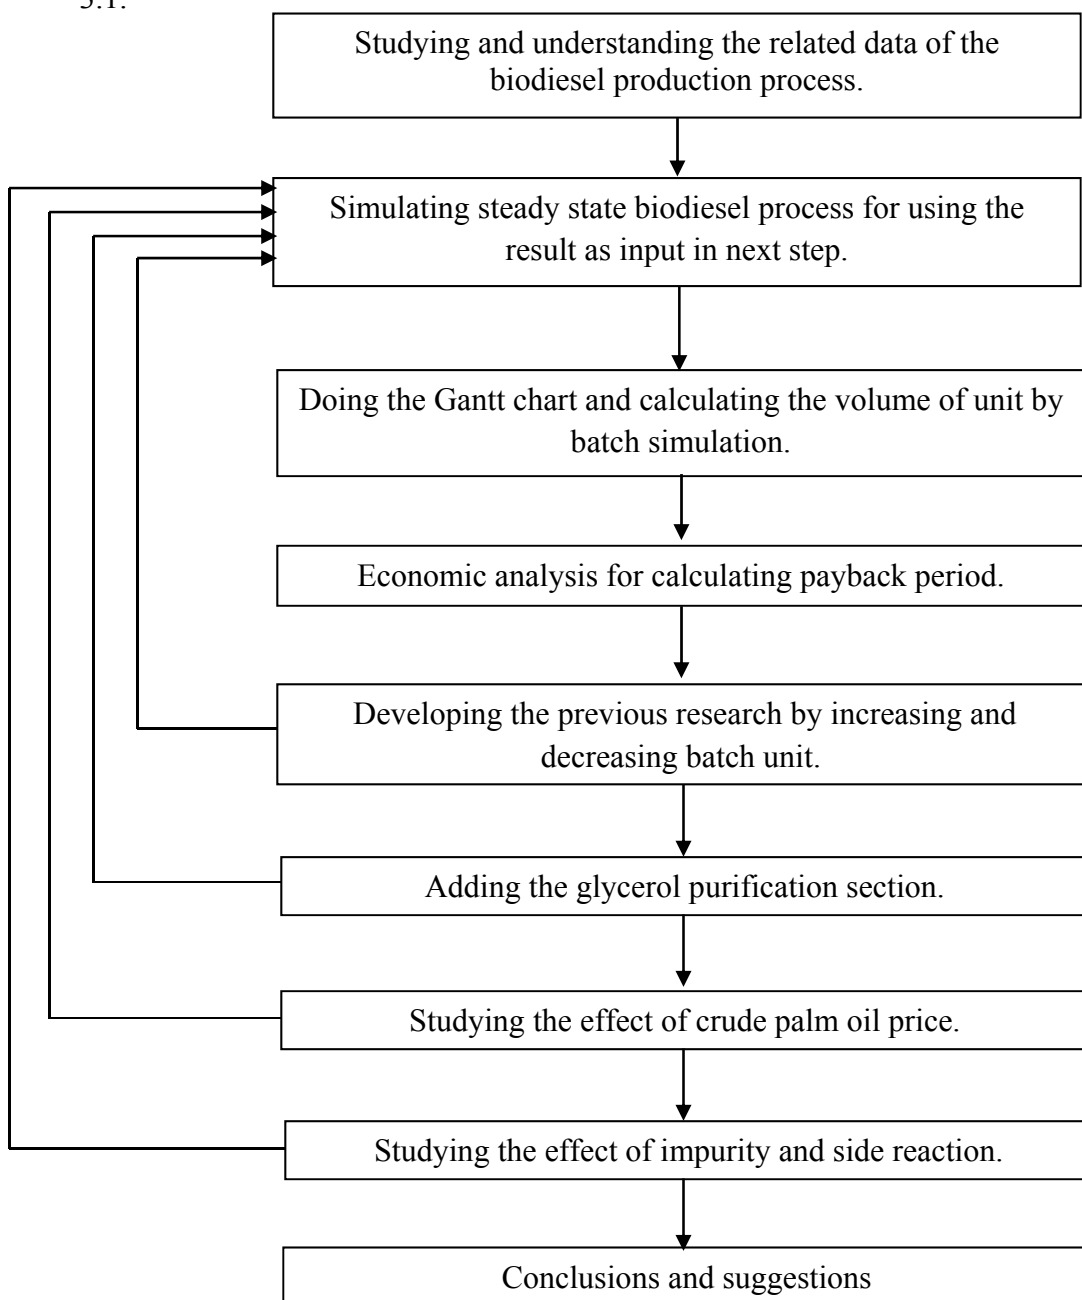 3.1.
Studying and understanding the related data of the
biodiesel production process.
Simulating steady state biodiesel process for using the
result as input in next step.
Doing the Gantt chart and calculating the volume of unit by
batch simulation.
Economic analysis for calculating payback period.
Developing the previous research by increasing and
decreasing batch unit.
Adding the glycerol purification section.
Studying the effect of crude palm oil price.
Studying the effect of impurity and side reaction.
Conclusions and suggestions